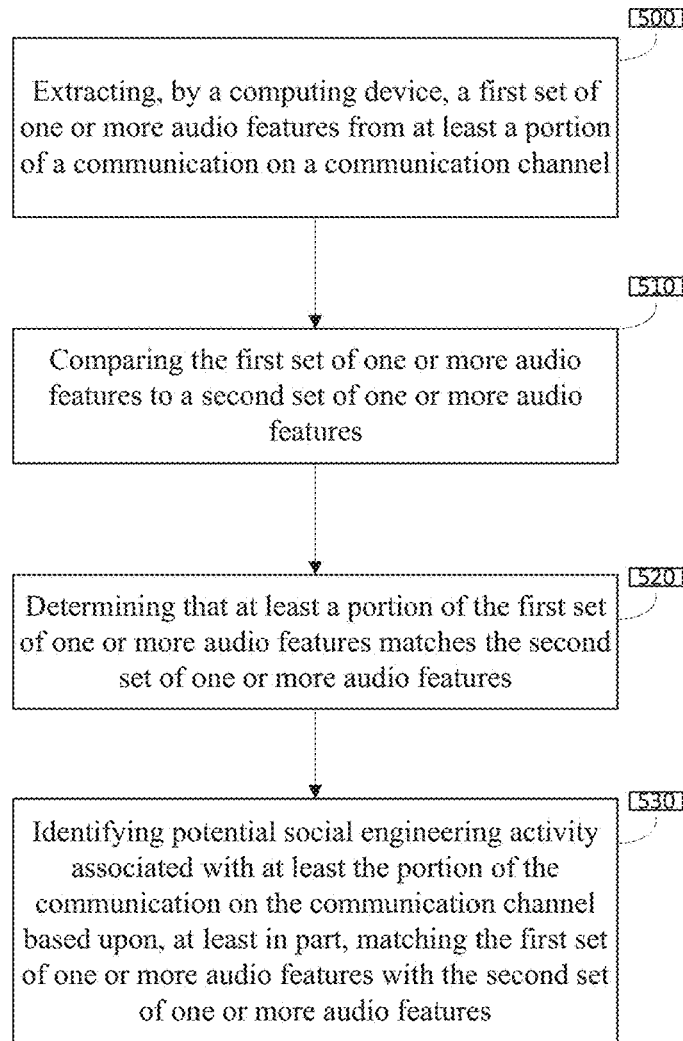 500
Extracting, by a computing device, a first set of
one or more audio features from at least a portion
of a communication on a communication channel
510
Comparing the first set of one or more audio
features to a second set of one or more audio
features
520
Determining that at least a portion of the first set
of one or more audio features matches the second
set of one or more audio features
530
Identifying potential social engineering activity
associated with at least the portion of the
communication on the communication channel
based upon, at least in part, matching the first set
of one or more audio features with the second set
of one or more audio features